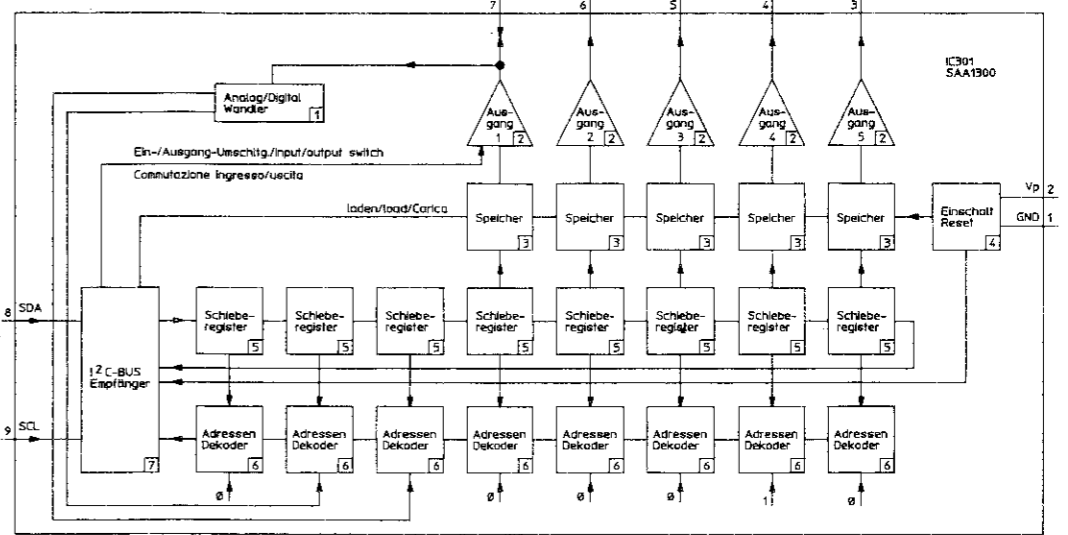 7 6 5 4 3
IC301
SAA1300
Analog/Digital
Wandler
1
Aus-
gang
1 2
Aus-
gang
2 2
Aus-
gang
3 2
Aus-
gang
4 2
Aus-
gang
5 2
Ein-/Ausgang-Umschltg./Input/output switch
Commutazione ingresso/uscita
laden/load/Carica
Speicher
3
Speicher
3
Speicher
3
Speicher
3
Speicher
3
Einschalt
Reset
4
Vp 2
GND 1
8 SDA
9 SCL
I²C-BUS
Empfänger
7
Schiebe-
register
5
Schiebe-
register
5
Schiebe-
register
5
Schiebe-
register
5
Schiebe-
register
5
Schiebe-
register
5
Schiebe-
register
5
Schiebe-
register
5
Adressen
Dekoder
6
Adressen
Dekoder
6
Adressen
Dekoder
6
Adressen
Dekoder
6
Adressen
Dekoder
6
Adressen
Dekoder
6
Adressen
Dekoder
6
Adressen
Dekoder
6
Ø Ø Ø Ø 1 Ø